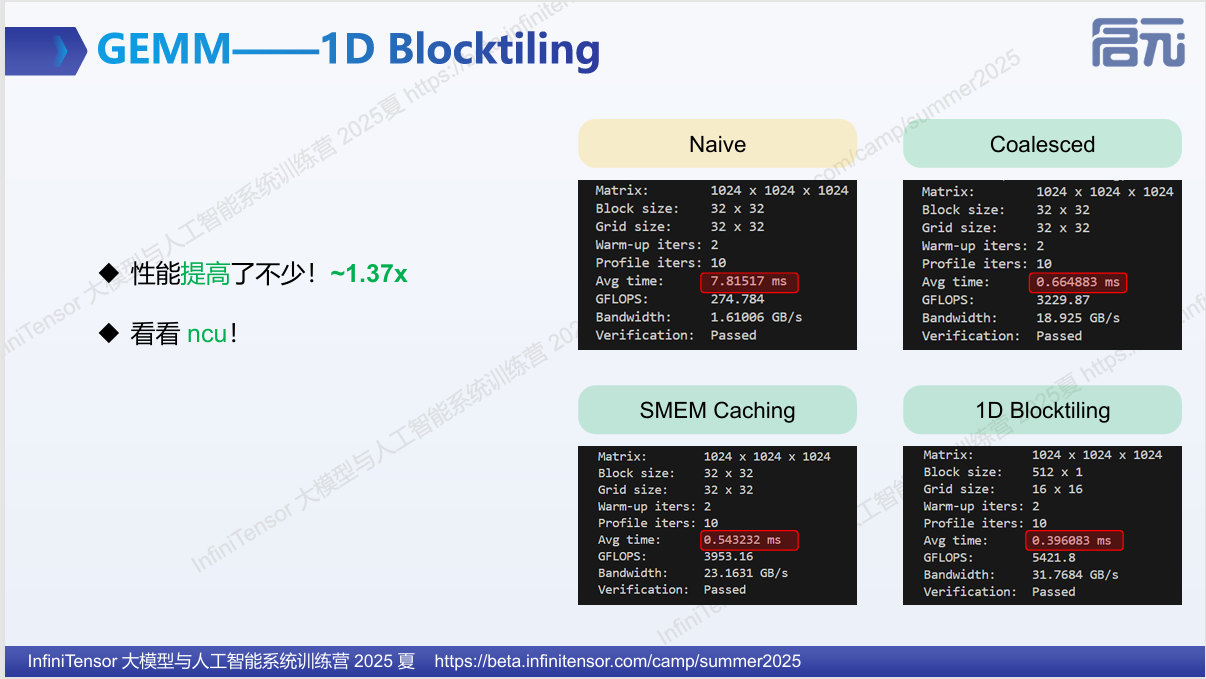 GEMM——1D Blocktiling
启元
◆ 性能提高了不少！~1.37x
◆ 看看 ncu！
Naive
Matrix: 1024 x 1024 x 1024
Block size: 32 x 32
Grid size: 32 x 32
Warm-up iters: 2
Profile iters: 10
Avg time: 7.81517 ms
GFLOPS: 274.784
Bandwidth: 1.61006 GB/s
Verification: Passed
Coalesced
Matrix: 1024 x 1024 x 1024
Block size: 32 x 32
Grid size: 32 x 32
Warm-up iters: 2
Profile iters: 10
Avg time: 0.664883 ms
GFLOPS: 3229.87
Bandwidth: 18.925 GB/s
Verification: Passed
SMEM Caching
Matrix: 1024 x 1024 x 1024
Block size: 32 x 32
Grid size: 32 x 32
Warm-up iters: 2
Profile iters: 10
Avg time: 0.543232 ms
GFLOPS: 3953.16
Bandwidth: 23.1631 GB/s
Verification: Passed
1D Blocktiling
Matrix: 1024 x 1024 x 1024
Block size: 512 x 1
Grid size: 16 x 16
Warm-up iters: 2
Profile iters: 10
Avg time: 0.396083 ms
GFLOPS: 5421.8
Bandwidth: 31.7684 GB/s
Verification: Passed
InfiniTensor 大模型与人工智能系统训练营 2025 夏 https://beta.infinitensor.com/camp/summer2025